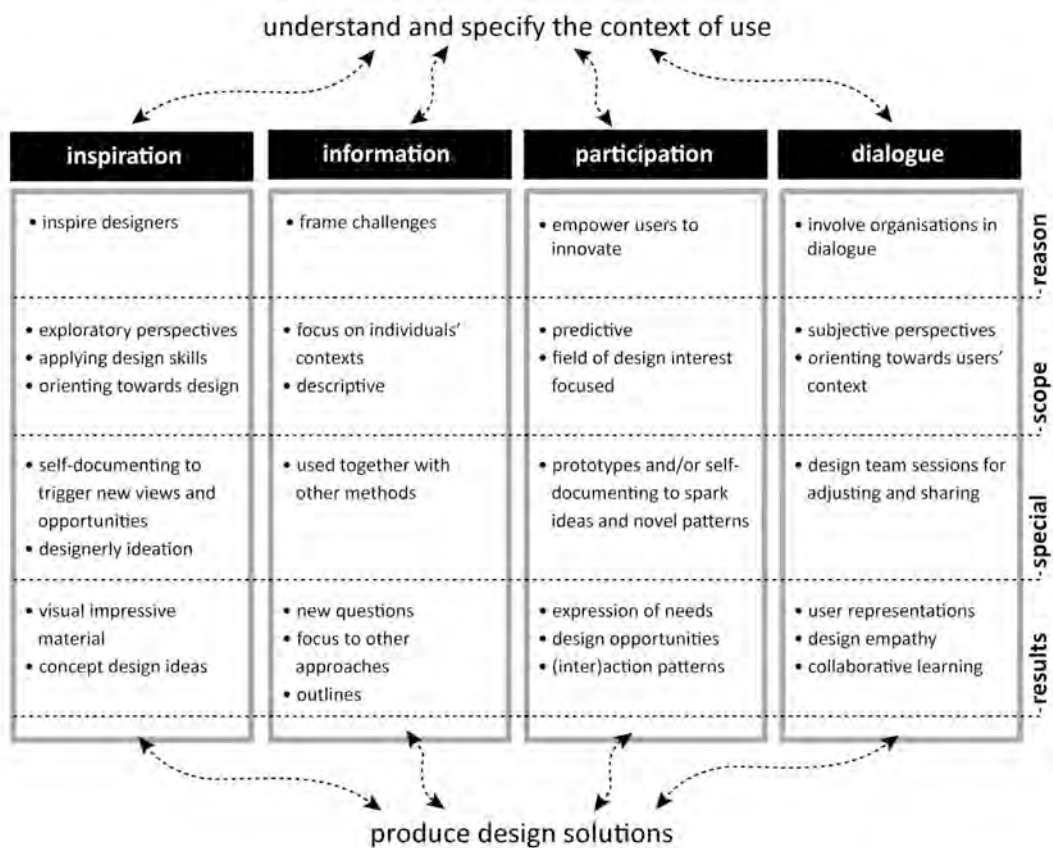 understand and specify the context of use
inspiration
information
participation
dialogue
• inspire designers
• frame challenges
• empower users to
innovate
• involve organisations in
dialogue
reason
• exploratory perspectives
• applying design skills
• orienting towards design
• focus on individuals'
contexts
• descriptive
• predictive
• field of design interest
focused
• subjective perspectives
• orienting towards users'
context
scope
• self-documenting to
trigger new views and
opportunities
• designerly ideation
• used together with
other methods
• prototypes and/or self-
documenting to spark
ideas and novel patterns
• design team sessions for
adjusting and sharing
special
• visual impressive
material
• concept design ideas
• new questions
• focus to other
approaches
• outlines
• expression of needs
• design opportunities
• (inter)action patterns
• user representations
• design empathy
• collaborative learning
results
produce design solutions